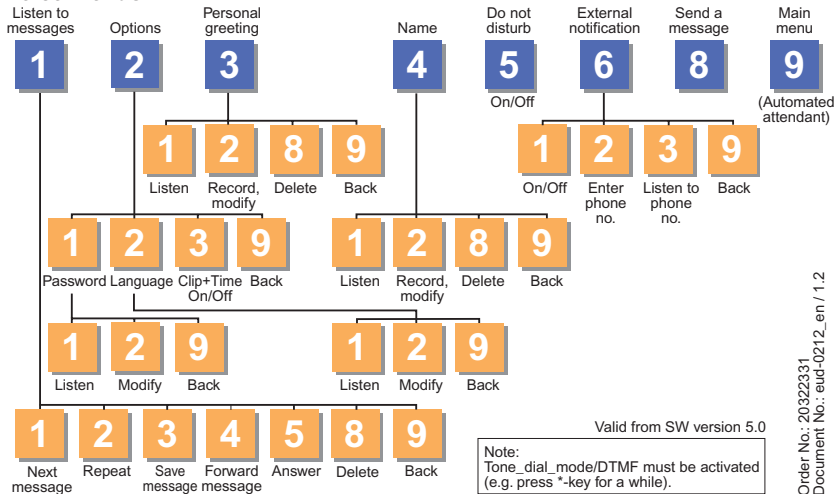 Listen to messages
Options
Personal greeting
Name
Do not disturb
External notification
Send a message
Main menu
1 2 3 4 5 6 8 9
On/Off
(Automated attendant)
1 2 8 9
Listen
Record, modify
Delete
Back
1 2 3 9
On/Off
Enter phone no.
Listen to phone no.
Back
1 2 3 9
Password
Language
Clip+Time On/Off
Back
1 2 8 9
Listen
Record, modify
Delete
Back
1 2 9
Listen
Modify
Back
1 2 9
Listen
Modify
Back
1 2 3 4 5 8 9
Next message
Repeat
Save message
Forward message
Answer
Delete
Back
Valid from SW version 5.0
Note:
Tone_dial_mode/DTMF must be activated
(e.g. press *-key for a while).
Order No.: 20322331
Document No.: eud-0212_en / 1.2